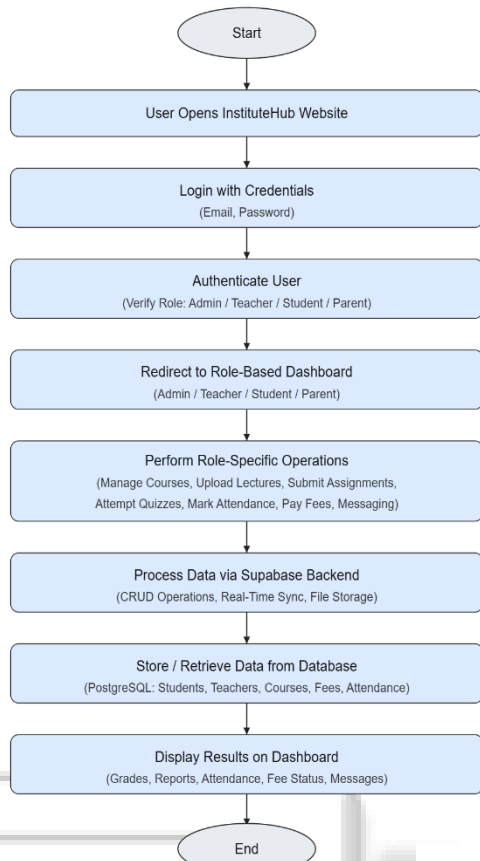 Start
User Opens InstituteHub Website
Login with Credentials
(Email, Password)
Authenticate User
(Verify Role: Admin / Teacher / Student / Parent)
Redirect to Role-Based Dashboard
(Admin / Teacher / Student / Parent)
Perform Role-Specific Operations
(Manage Courses, Upload Lectures, Submit Assignments,
Attempt Quizzes, Mark Attendance, Pay Fees, Messaging)
Process Data via Supabase Backend
(CRUD Operations, Real-Time Sync, File Storage)
Store / Retrieve Data from Database
(PostgreSQL: Students, Teachers, Courses, Fees, Attendance)
Display Results on Dashboard
(Grades, Reports, Attendance, Fee Status, Messages)
End